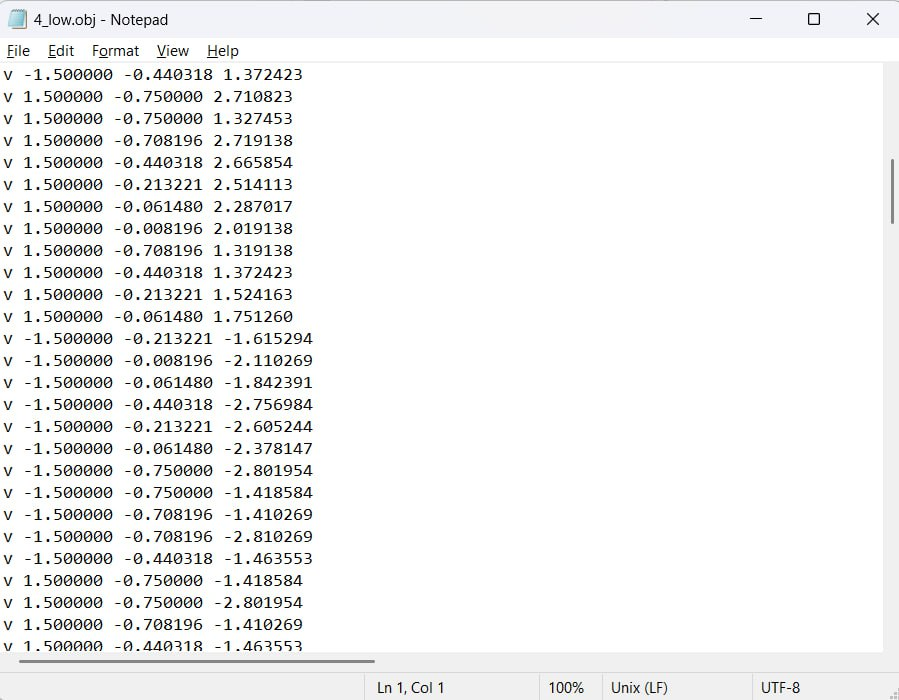 4_low.obj - Notepad
File Edit Format View Help
v -1.500000 -0.440318 1.372423
v 1.500000 -0.750000 2.710823
v 1.500000 -0.750000 1.327453
v 1.500000 -0.708196 2.719138
v 1.500000 -0.440318 2.665854
v 1.500000 -0.213221 2.514113
v 1.500000 -0.061480 2.287017
v 1.500000 -0.008196 2.019138
v 1.500000 -0.708196 1.319138
v 1.500000 -0.440318 1.372423
v 1.500000 -0.213221 1.524163
v 1.500000 -0.061480 1.751260
v -1.500000 -0.213221 -1.615294
v -1.500000 -0.008196 -2.110269
v -1.500000 -0.061480 -1.842391
v -1.500000 -0.440318 -2.756984
v -1.500000 -0.213221 -2.605244
v -1.500000 -0.061480 -2.378147
v -1.500000 -0.750000 -2.801954
v -1.500000 -0.750000 -1.418584
v -1.500000 -0.708196 -1.410269
v -1.500000 -0.708196 -2.810269
v -1.500000 -0.440318 -1.463553
v 1.500000 -0.750000 -1.418584
v 1.500000 -0.750000 -2.801954
v 1.500000 -0.708196 -1.410269
v 1.500000 -0.440318 -1.463553
Ln 1, Col 1 100% Unix (LF) UTF-8